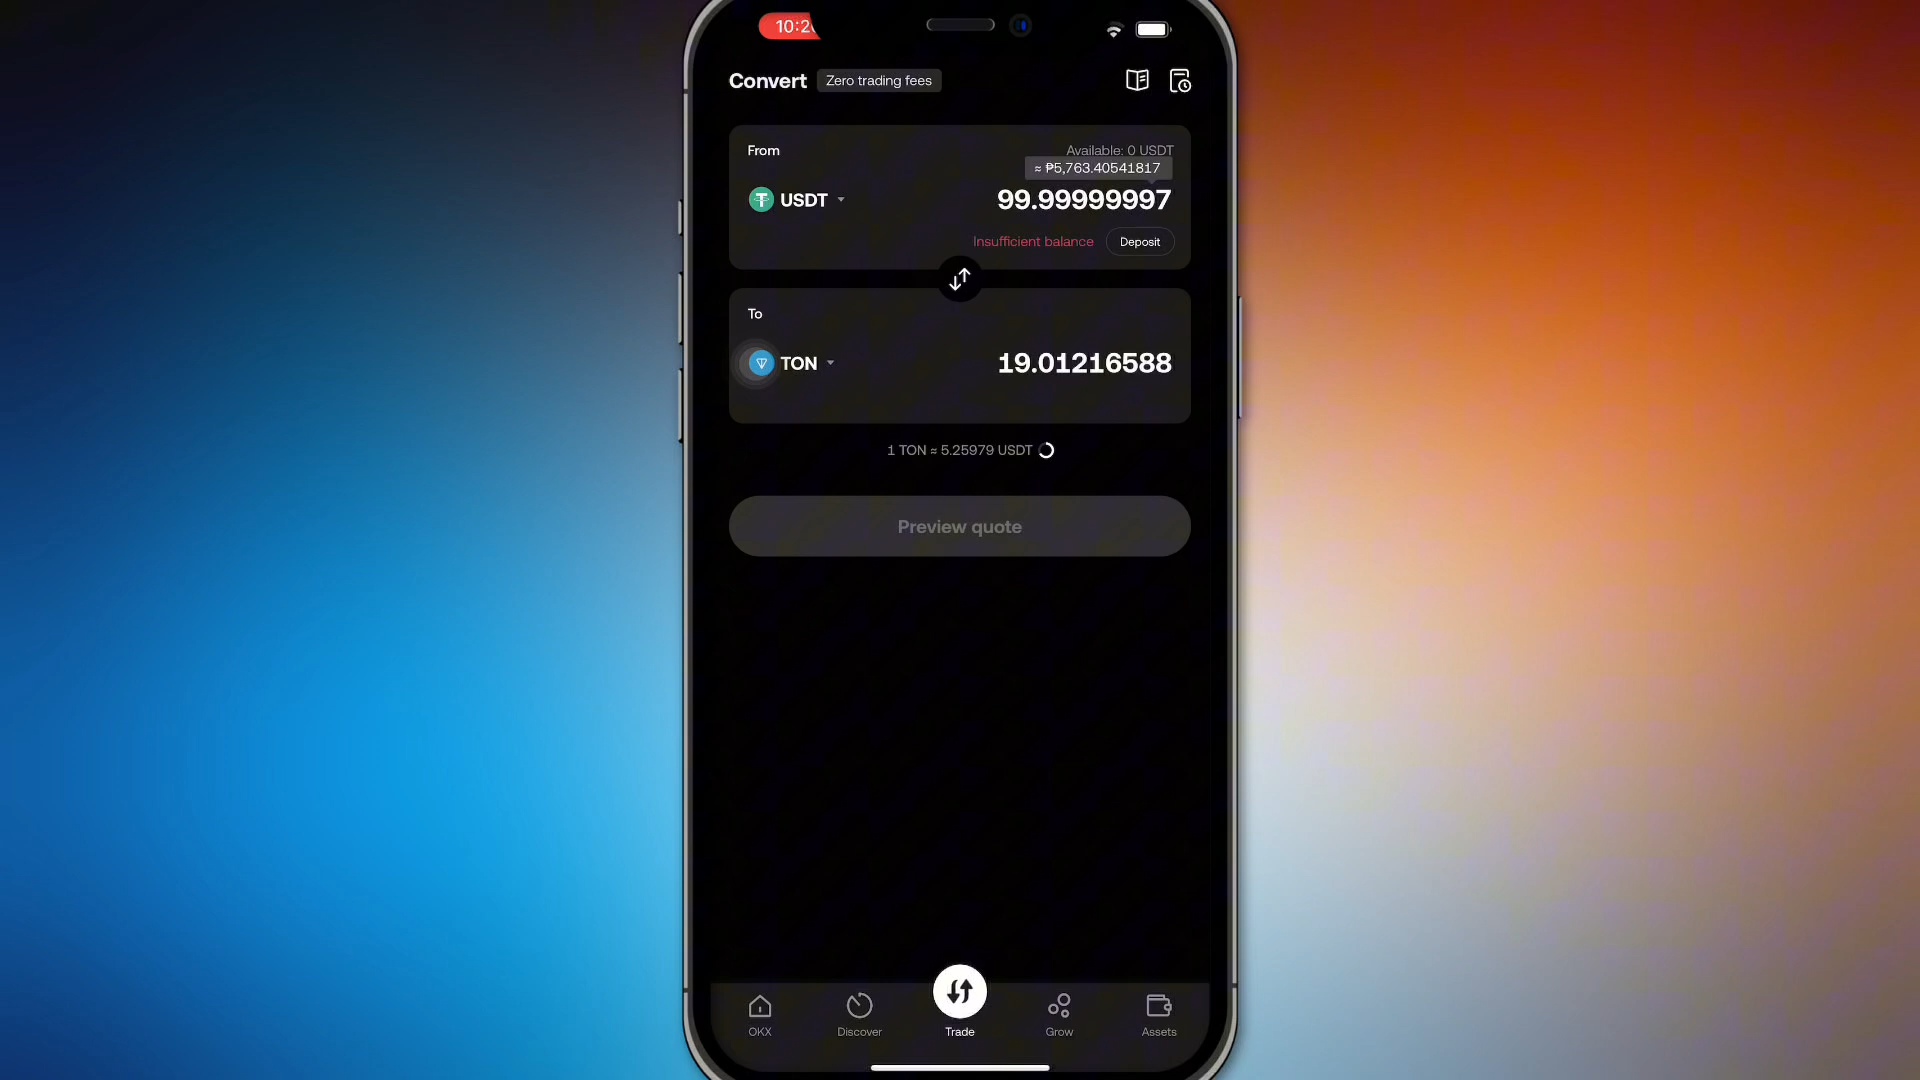 10:2
Convert
Zero trading fees
From
Available: 0 USDT
≈ ₱5,763.40541817
USDT
99.99999997
Insufficient balance
Deposit
To
TON
19.01216588
1 TON ≈ 5.25979 USDT
Preview quote
OKX
Discover
Trade
Grow
Assets